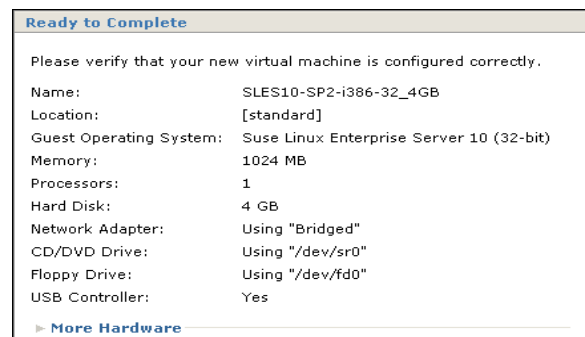 Ready to Complete
Please verify that your new virtual machine is configured correctly.
Name: SLES10-SP2-i386-32_4GB
Location: [standard]
Guest Operating System: Suse Linux Enterprise Server 10 (32-bit)
Memory: 1024 MB
Processors: 1
Hard Disk: 4 GB
Network Adapter: Using "Bridged"
CD/DVD Drive: Using "/dev/sr0"
Floppy Drive: Using "/dev/fd0"
USB Controller: Yes
More Hardware